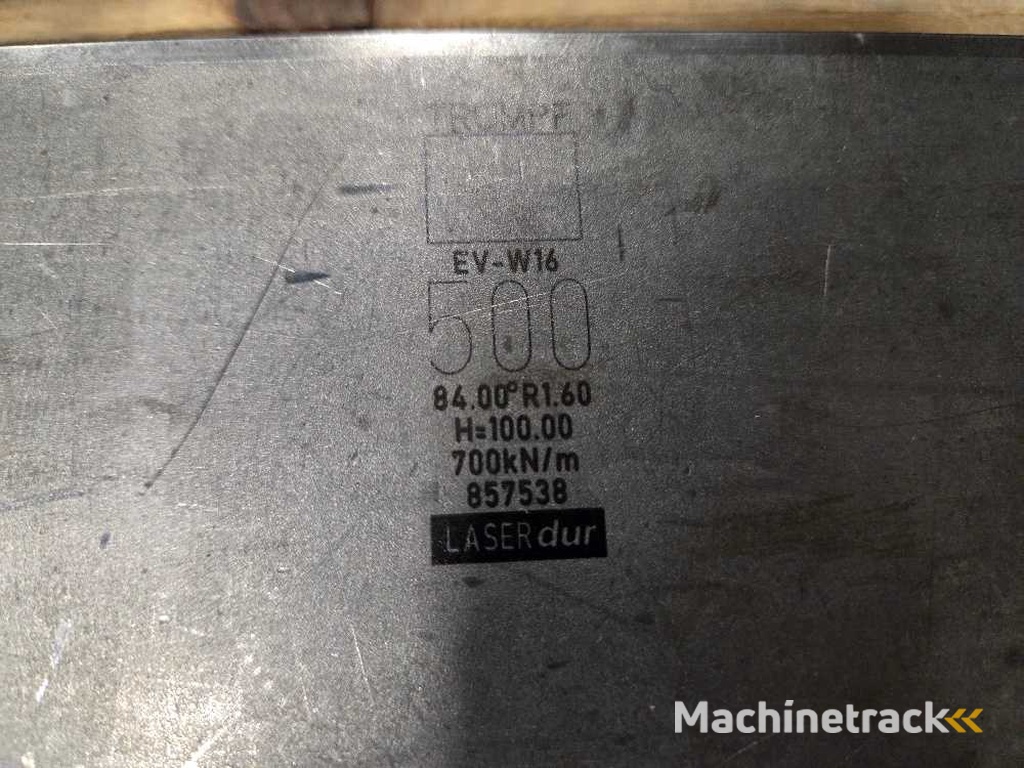 TRUMPF
EV-W16
500
84.00° R1.60
H=100.00
700kN/m
857538
LASERdur
Machinetrack